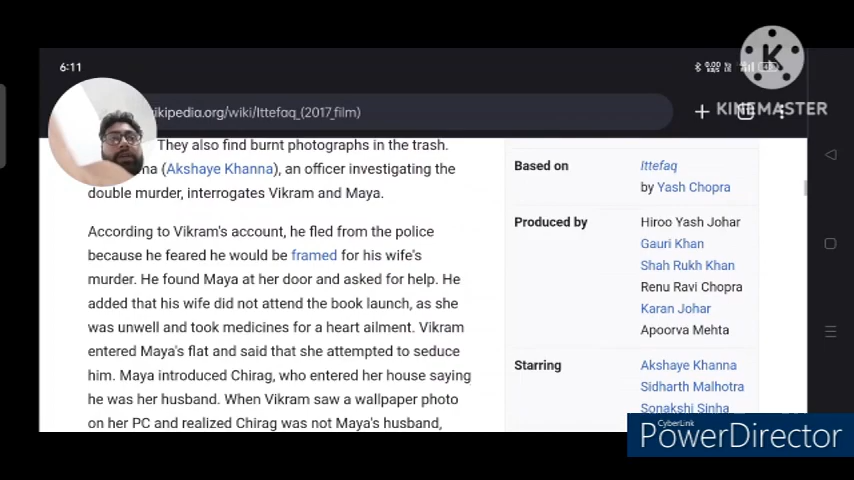 6:11
KINEMASTER
ikipedia.org/wiki/Ittefaq_(2017_film)
They also find burnt photographs in the trash.
ma (Akshaye Khanna), an officer investigating the
double murder, interrogates Vikram and Maya.
According to Vikram's account, he fled from the police
because he feared he would be framed for his wife's
murder. He found Maya at her door and asked for help. He
added that his wife did not attend the book launch, as she
was unwell and took medicines for a heart ailment. Vikram
entered Maya's flat and said that she attempted to seduce
him. Maya introduced Chirag, who entered her house saying
he was her husband. When Vikram saw a wallpaper photo
on her PC and realized Chirag was not Maya's husband,
Based on
Ittefaq
by Yash Chopra
Produced by
Hiroo Yash Johar
Gauri Khan
Shah Rukh Khan
Renu Ravi Chopra
Karan Johar
Apoorva Mehta
Starring
Akshaye Khanna
Sidharth Malhotra
Sonakshi Sinha
CyberLink
PowerDirector